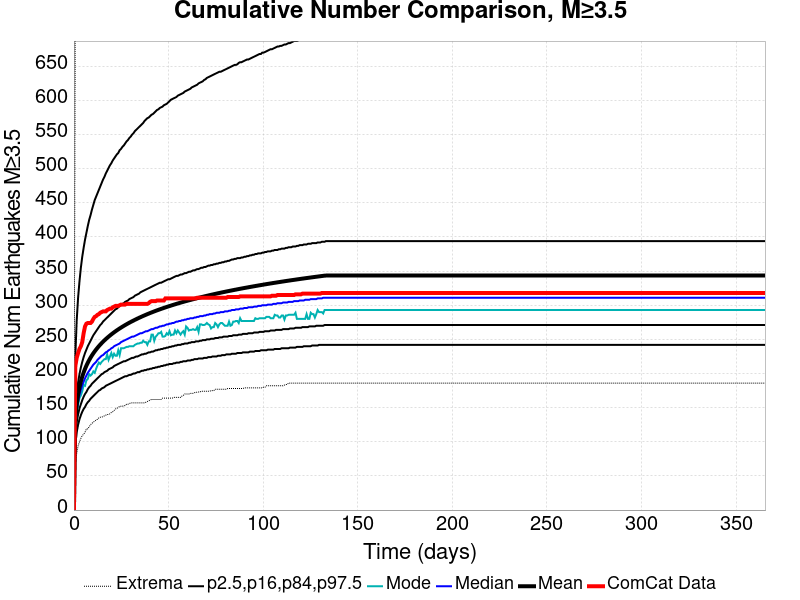 Cumulative Number Comparison, M≥3.5
Cumulative Num Earthquakes M≥3.5
650
600
550
500
450
400
350
300
250
200
150
100
50
0
0 50 100 150 200 250 300 350
Time (days)
Extrema p2.5,p16,p84,p97.5 Mode Median Mean ComCat Data